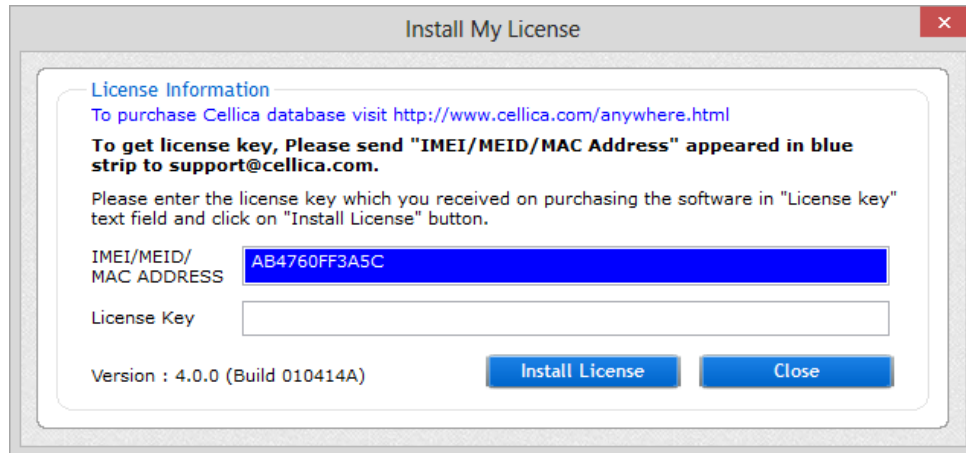 Install My License
License Information
To purchase Cellica database visit http://www.cellica.com/anywhere.html
To get license key, Please send "IMEI/MEID/MAC Address" appeared in blue
strip to support@cellica.com.
Please enter the license key which you received on purchasing the software in "License key"
text field and click on "Install License" button.
IMEI/MEID/
MAC ADDRESS
AB4760FF3A5C
License Key
Version : 4.0.0 (Build 010414A)
Install License
Close